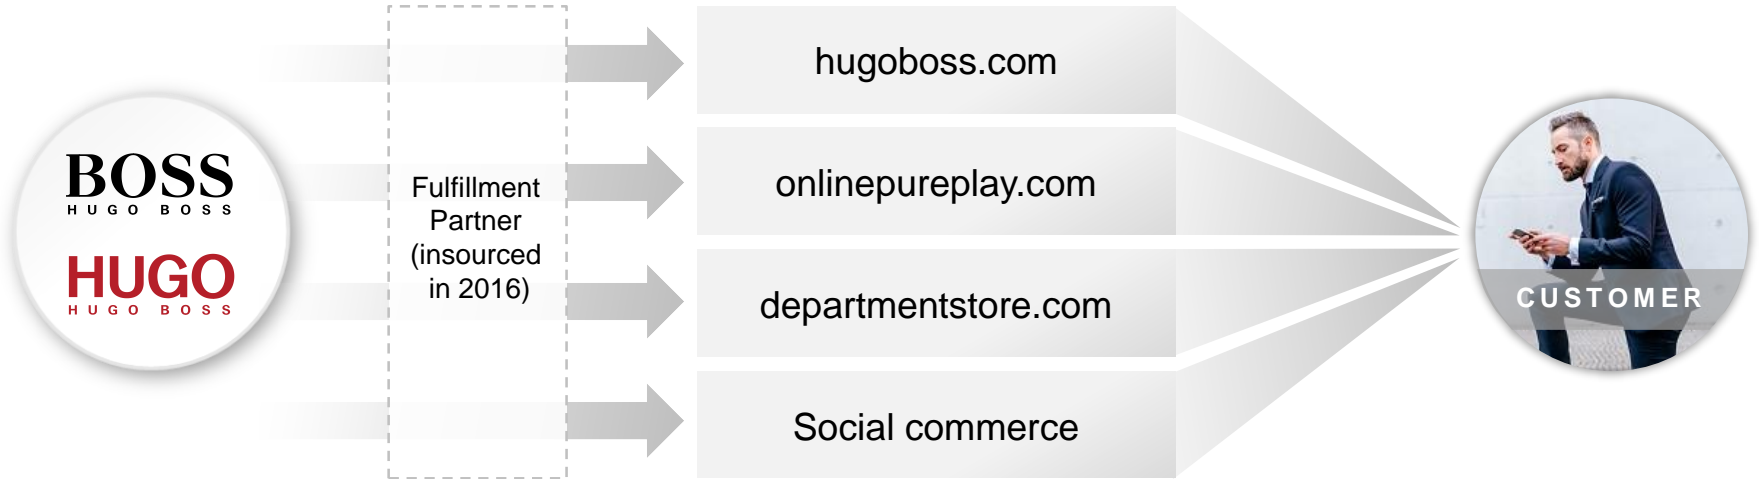 BOSS
HUGO BOSS
HUGO
HUGO BOSS
Fulfillment
Partner
(insourced
in 2016)
hugoboss.com
onlinepureplay.com
departmentstore.com
Social commerce
CUSTOMER